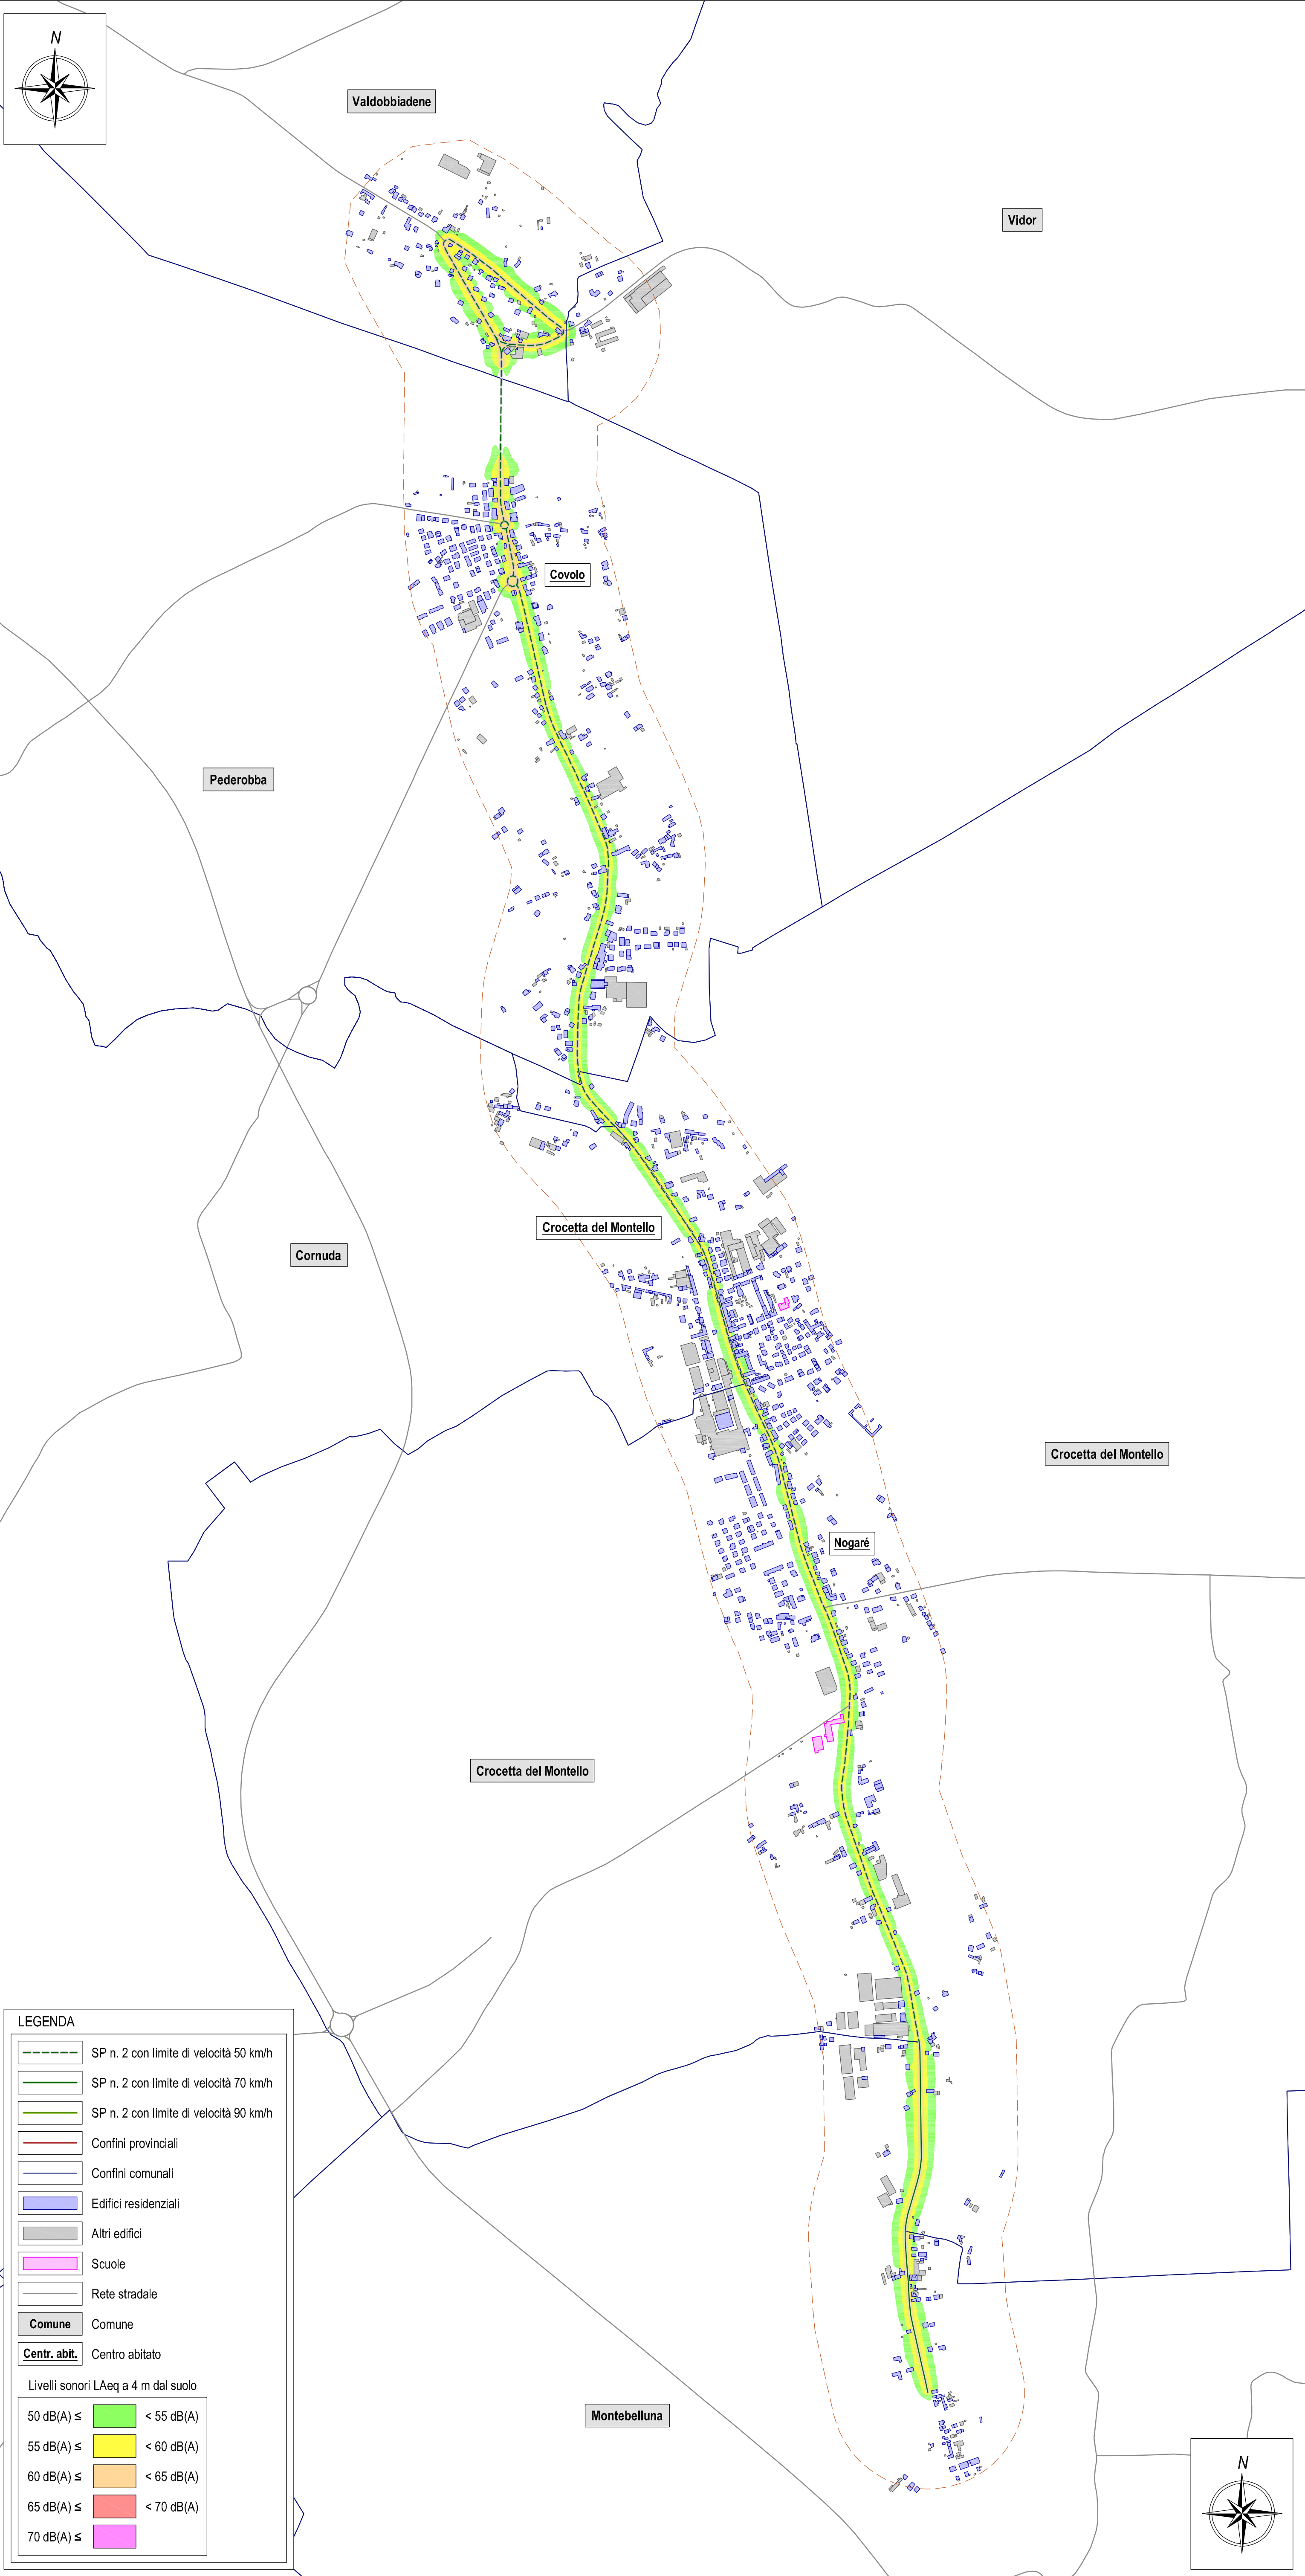 N
Valdobbiadene
Vidor
Covolo
Pederobba
Crocetta del Montello
Cornuda
Crocetta del Montello
Nogaré
Crocetta del Montello
Montebelluna
LEGENDA
SP n. 2 con limite di velocità 50 km/h
SP n. 2 con limite di velocità 70 km/h
SP n. 2 con limite di velocità 90 km/h
Confini provinciali
Confini comunali
Edifici residenziali
Altri edifici
Scuole
Rete stradale
Comune Comune
Centr. abit. Centro abitato
Livelli sonori LAeq a 4 m dal suolo
50 dB(A) ≤ < 55 dB(A)
55 dB(A) ≤ < 60 dB(A)
60 dB(A) ≤ < 65 dB(A)
65 dB(A) ≤ < 70 dB(A)
70 dB(A) ≤
N